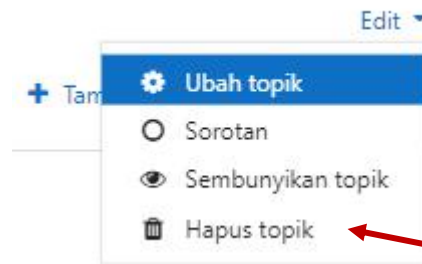 Edit
Ubah topik
+ Tam
Sorotan
Sembunyikan topik
Hapus topik